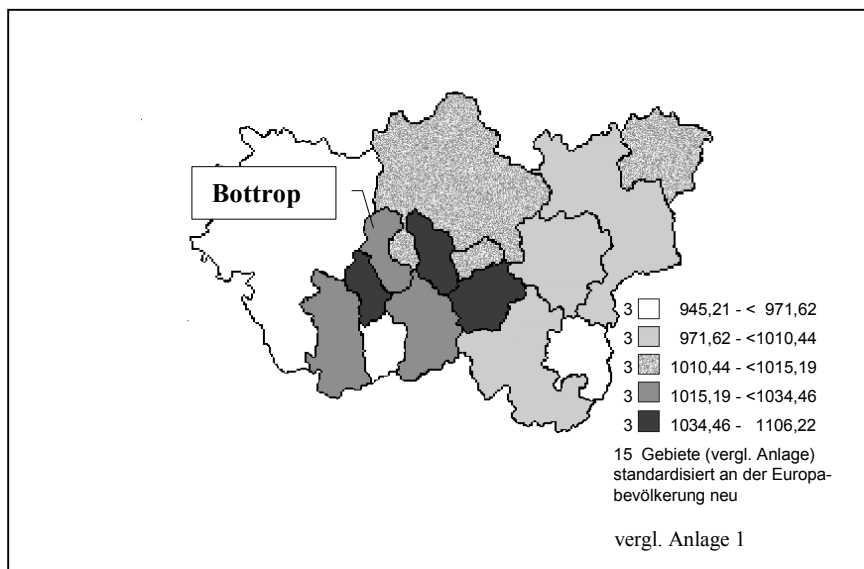 Bottrop
3 945,21 - < 971,62
3 971,62 - <1010,44
3 1010,44 - <1015,19
3 1015,19 - <1034,46
3 1034,46 - 1106,22
15 Gebiete (vergl. Anlage)
standardisiert an der Europa-
bevölkerung neu
vergl. Anlage 1